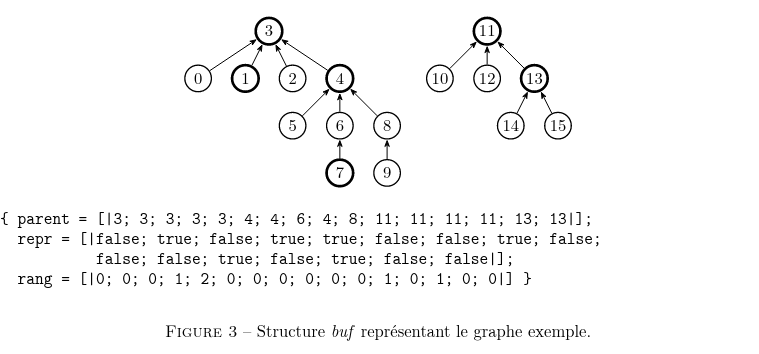 3 11
0 1 2 4 10 12 13
5 6 8 14 15
7 9
{ parent = [|3; 3; 3; 3; 3; 4; 4; 6; 4; 8; 11; 11; 11; 11; 13; 13|];
repr = [|false; true; false; true; true; false; false; true; false;
false; false; true; false; true; false; false|];
rang = [|0; 0; 0; 1; 2; 0; 0; 0; 0; 0; 0; 1; 0; 1; 0; 0|] }
FIGURE 3 – Structure buf représentant le graphe exemple.